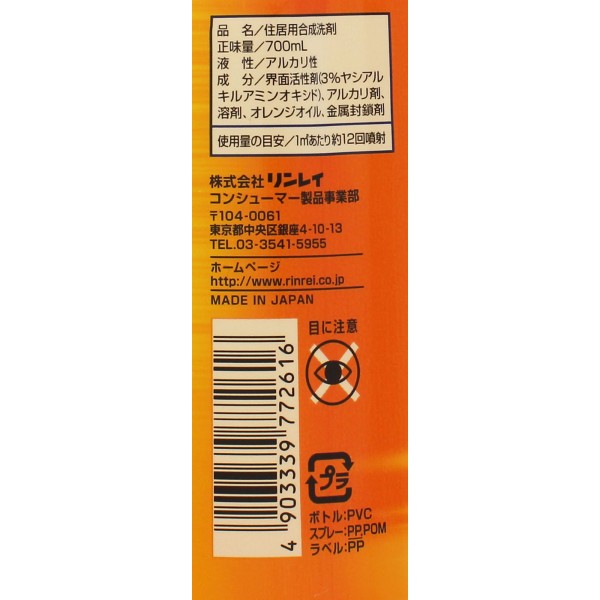 品 名/住居用合成洗剤
正味量/700mL
液 性/アルカリ性
成 分/界面活性剤(3%ヤシアル
キルアミンオキシド)、アルカリ剤、
溶剤、オレンジオイル、金属封鎖剤
使用量の目安/1㎡あたり約12回噴射
株式会社 リンレイ
コンシューマー製品事業部
〒104-0061
東京都中央区銀座4-10-13
TEL.03-3541-5955
ホームページ
http://www.rinrei.co.jp
MADE IN JAPAN
目に注意
4 903339 772616
プラ
ボトル:PVC
スプレー:PP,POM
ラベル:PP